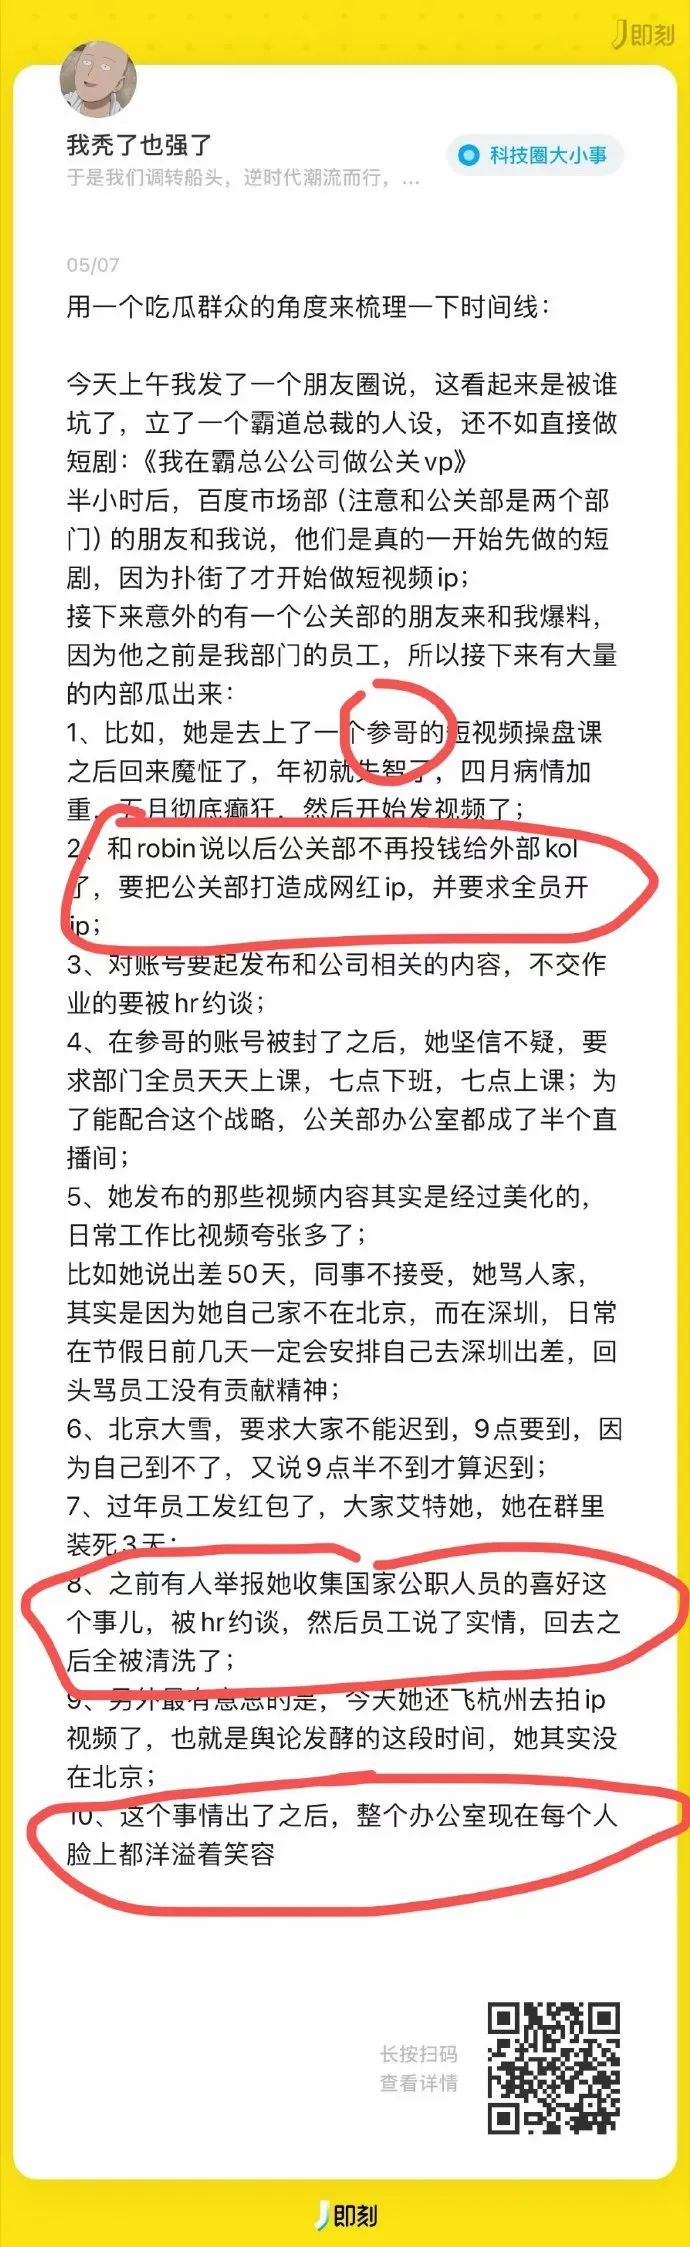 即刻
我秃了也强了
于是我们调转船头，逆时代潮流而行，...
科技圈大小事
05/07
用一个吃瓜群众的角度来梳理一下时间线：
今天上午我发了一个朋友圈说，这看起来是被谁
坑了，立了一个霸道总裁的人设，还不如直接做
短剧：《我在霸总公公司做公关vp》
半小时后，百度市场部（注意和公关部是两个部
门）的朋友和我说，他们是真的一开始先做的短
剧，因为扑街了才开始做短视频ip；
接下来意外的有一个公关部的朋友来和我爆料，
因为他之前是我部门的员工，所以接下来有大量
的内部瓜出来：
1、比如，她是去上了一个参哥的短视频操盘课
之后回来魔怔了，年初就失智了，四月病情加
重，五月彻底癫狂，然后开始发视频了；
2、和robin说以后公关部不再投钱给外部kol
了，要把公关部打造成网红ip，并要求全员开
ip；
3、对账号要起发布和公司相关的内容，不交作
业的要被hr约谈；
4、在参哥的账号被封了之后，她坚信不疑，要
求部门全员天天上课，七点下班，七点上课；为
了能配合这个战略，公关部办公室都成了半个直
播间；
5、她发布的那些视频内容其实是经过美化的，
日常工作比视频夸张多了；
比如她说出差50天，同事不接受，她骂人家，
其实是因为她自己家不在北京，而在深圳，日常
在节假日前几天一定会安排自己去深圳出差，回
头骂员工没有贡献精神；
6、北京大雪，要求大家不能迟到，9点要到，因
为自己到不了，又说9点半不到才算迟到；
7、过年员工发红包了，大家艾特她，她在群里
装死3天；
8、之前有人举报她收集国家公职人员的喜好这
个事儿，被hr约谈，然后员工说了实情，回去之
后全被清洗了；
9、另外最有意思的是，今天她还飞杭州去拍ip
视频了，也就是舆论发酵的这段时间，她其实没
在北京；
10、这个事情出了之后，整个办公室现在每个人
脸上都洋溢着笑容
长按扫码
查看详情
即刻